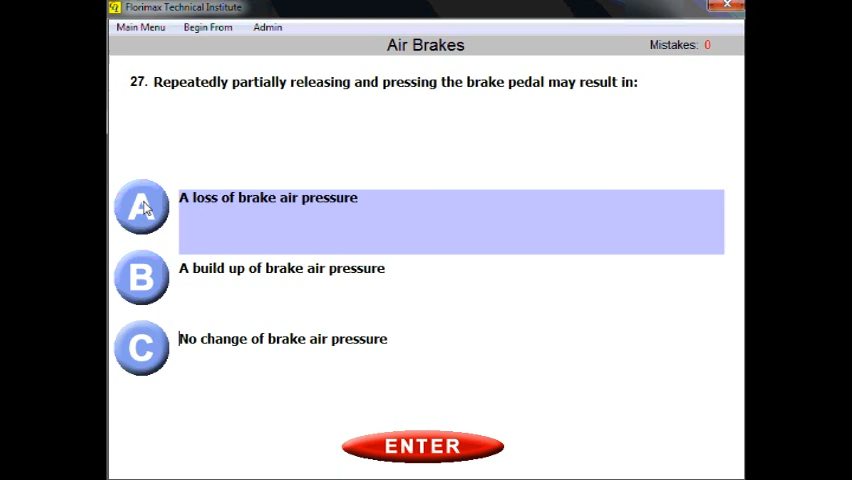 Florimax Technical Institute
Main Menu Begin From Admin
Air Brakes Mistakes: 0
27. Repeatedly partially releasing and pressing the brake pedal may result in:
A A loss of brake air pressure
B A build up of brake air pressure
C No change of brake air pressure
ENTER